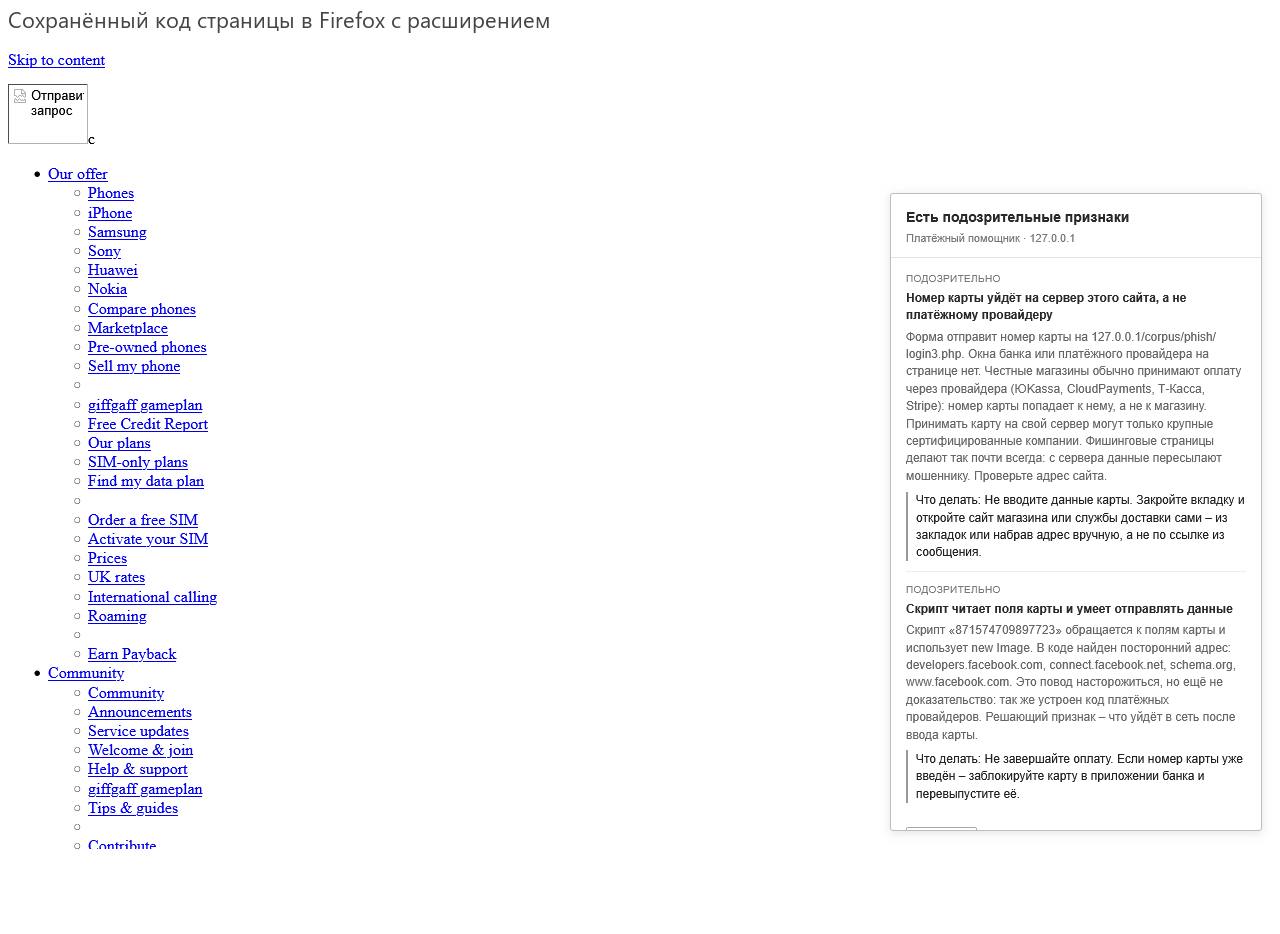 Сохранённый код страницы в Firefox с расширением
Skip to content
Отправит
запрос
c
Our offer
Phones
iPhone
Samsung
Sony
Huawei
Nokia
Compare phones
Marketplace
Pre-owned phones
Sell my phone
giffgaff gameplan
Free Credit Report
Our plans
SIM-only plans
Find my data plan
Order a free SIM
Activate your SIM
Prices
UK rates
International calling
Roaming
Earn Payback
Community
Community
Announcements
Service updates
Welcome & join
Help & support
giffgaff gameplan
Tips & guides
Contribute
Есть подозрительные признаки
Платёжный помощник · 127.0.0.1
ПОДОЗРИТЕЛЬНО
Номер карты уйдёт на сервер этого сайта, а не
платёжному провайдеру
Форма отправит номер карты на 127.0.0.1/corpus/phish/
login3.php. Окна банка или платёжного провайдера на
странице нет. Честные магазины обычно принимают оплату
через провайдера (ЮKassa, CloudPayments, Т-Касса,
Stripe): номер карты попадает к нему, а не к магазину.
Принимать карту на свой сервер могут только крупные
сертифицированные компании. Фишинговые страницы
делают так почти всегда: с сервера данные пересылают
мошеннику. Проверьте адрес сайта.
Что делать: Не вводите данные карты. Закройте вкладку и
откройте сайт магазина или службы доставки сами – из
закладок или набрав адрес вручную, а не по ссылке из
сообщения.
ПОДОЗРИТЕЛЬНО
Скрипт читает поля карты и умеет отправлять данные
Скрипт «871574709897723» обращается к полям карты и
использует new Image. В коде найден посторонний адрес:
developers.facebook.com, connect.facebook.net, schema.org,
www.facebook.com. Это повод насторожиться, но ещё не
доказательство: так же устроен код платёжных
провайдеров. Решающий признак – что уйдёт в сеть после
ввода карты.
Что делать: Не завершайте оплату. Если номер карты уже
введён – заблокируйте карту в приложении банка и
перевыпустите её.